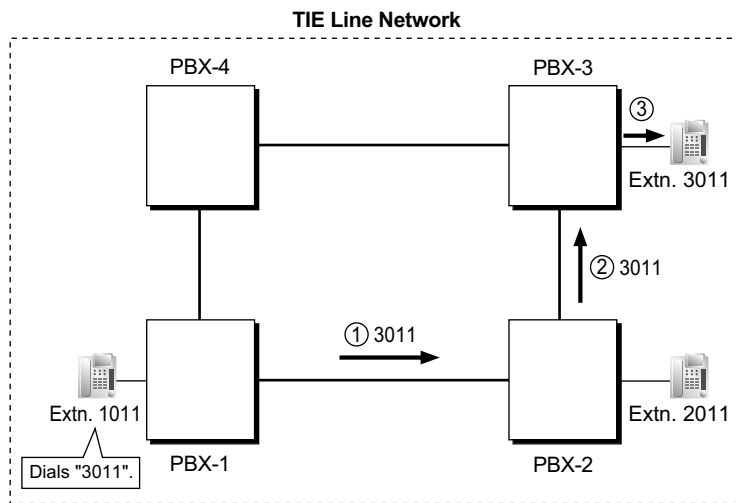 TIE Line Network
PBX-4
PBX-3
③
Extn. 3011
② 3011
① 3011
Extn. 1011
Extn. 2011
Dials "3011".
PBX-1
PBX-2